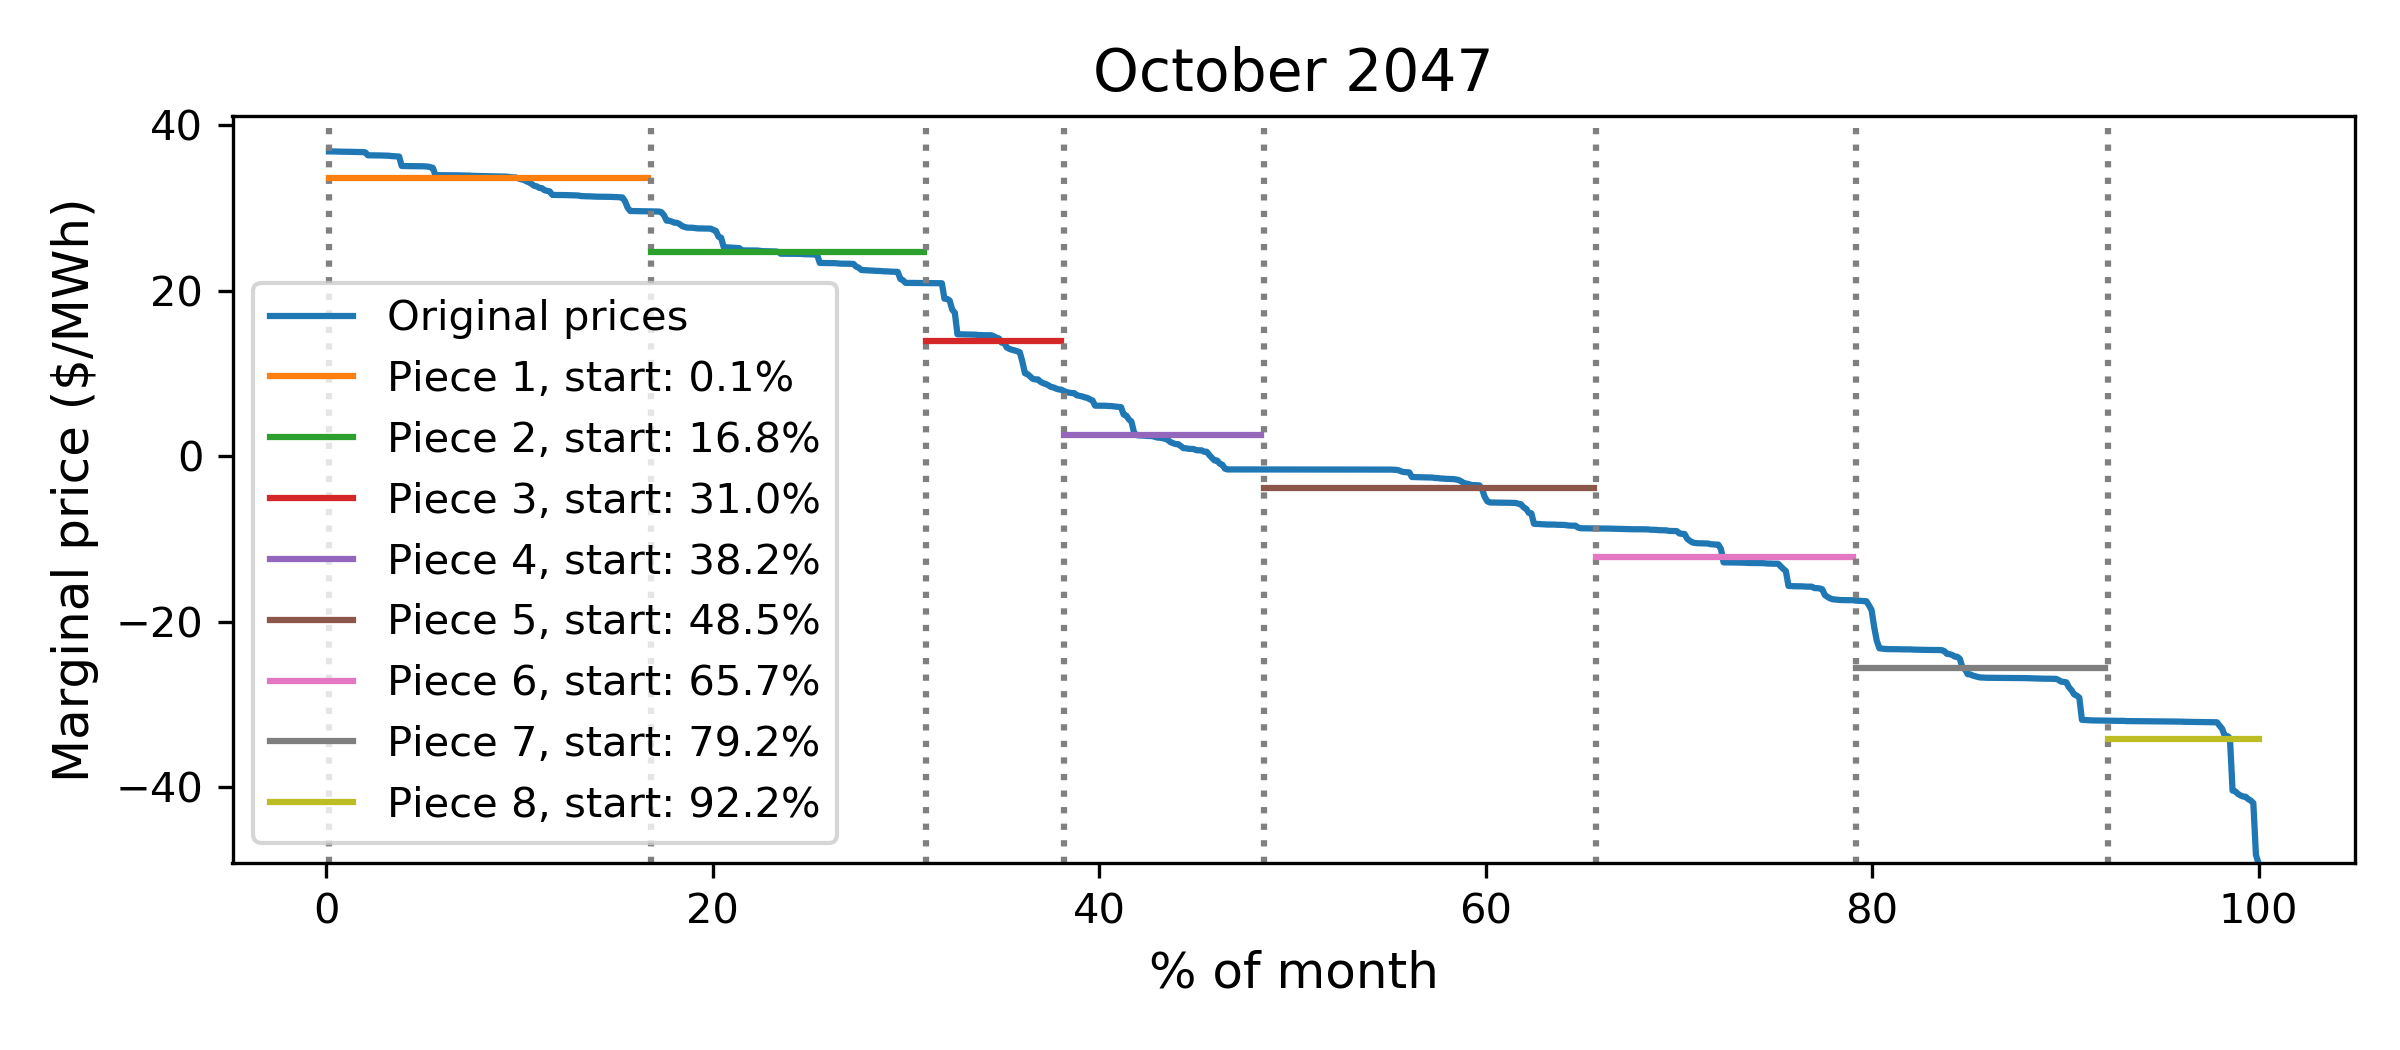 October 2047
Marginal price ($/MWh)
40
20
0
−20
−40
Original prices
Piece 1, start: 0.1%
Piece 2, start: 16.8%
Piece 3, start: 31.0%
Piece 4, start: 38.2%
Piece 5, start: 48.5%
Piece 6, start: 65.7%
Piece 7, start: 79.2%
Piece 8, start: 92.2%
0 20 40 60 80 100
% of month